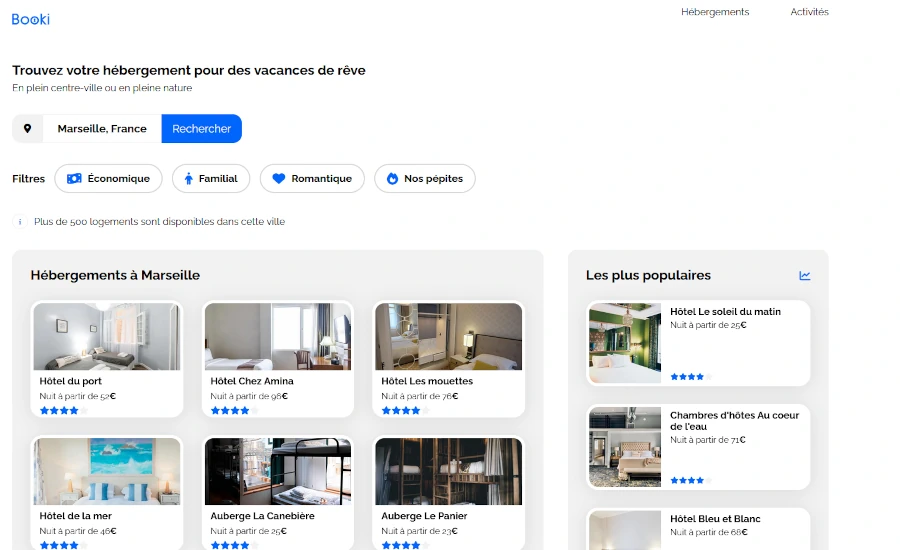 Booki
Hébergements
Activités
Trouvez votre hébergement pour des vacances de rêve
En plein centre-ville ou en pleine nature
Marseille, France
Rechercher
Filtres
Économique
Familial
Romantique
Nos pépites
i
Plus de 500 logements sont disponibles dans cette ville
Hébergements à Marseille
Hôtel du port
Nuit à partir de 52€
Hôtel Chez Amina
Nuit à partir de 96€
Hôtel Les mouettes
Nuit à partir de 76€
Hôtel de la mer
Nuit à partir de 46€
Auberge La Canebière
Nuit à partir de 25€
Auberge Le Panier
Nuit à partir de 23€
Les plus populaires
Hôtel Le soleil du matin
Nuit à partir de 25€
Chambres d'hôtes Au coeur
de l'eau
Nuit à partir de 71€
Hôtel Bleu et Blanc
Nuit à partir de 68€